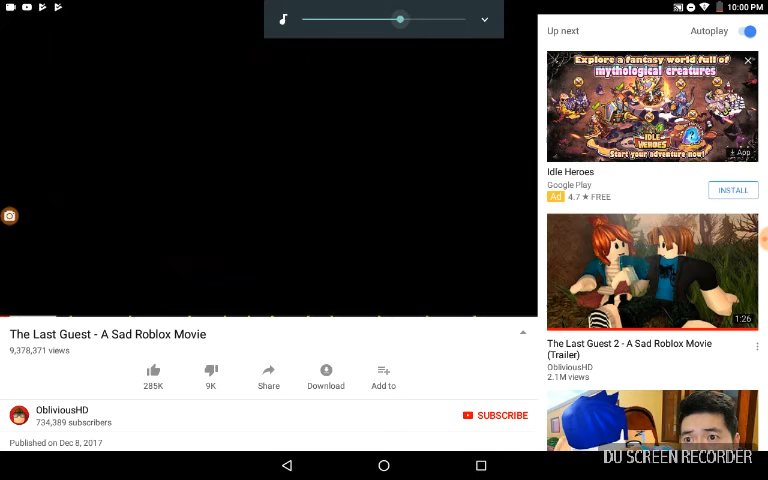 10:00 PM
Up next
Autoplay
Explore a fantasy world full of
mythological creatures
IDLE
HEROES
Start your adventure now!
App
Idle Heroes
Google Play
Ad 4.7 ★ FREE
INSTALL
1:26
The Last Guest 2 - A Sad Roblox Movie
(Trailer)
ObliviousHD
2.1M views
The Last Guest - A Sad Roblox Movie
9,378,371 views
285K
9K
Share
Download
Add to
ObliviousHD
734,389 subscribers
SUBSCRIBE
Published on Dec 8, 2017
DU SCREEN RECORDER